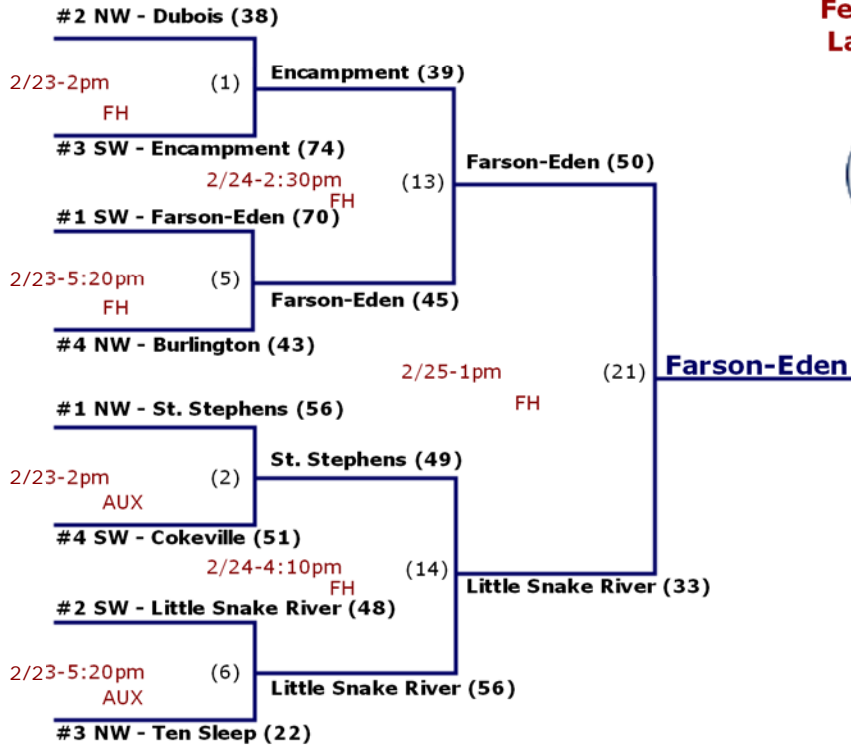 #2 NW - Dubois (38)
Fe
La
Encampment (39)
2/23-2pm
(1)
FH
#3 SW - Encampment (74)
Farson-Eden (50)
2/24-2:30pm
(13)
FH
#1 SW - Farson-Eden (70)
2/23-5:20pm
(5)
Farson-Eden (45)
FH
#4 NW - Burlington (43)
2/25-1pm
(21)
Farson-Eden
FH
#1 NW - St. Stephens (56)
St. Stephens (49)
2/23-2pm
(2)
AUX
#4 SW - Cokeville (51)
2/24-4:10pm
(14)
FH
Little Snake River (33)
#2 SW - Little Snake River (48)
2/23-5:20pm
(6)
Little Snake River (56)
AUX
#3 NW - Ten Sleep (22)